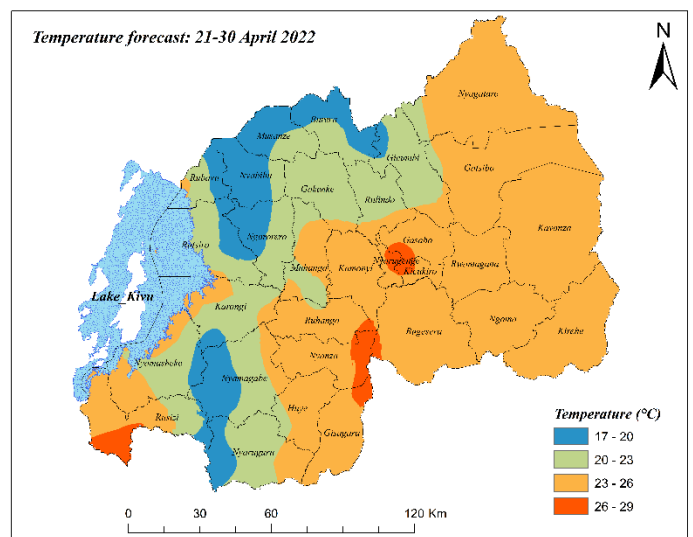 Temperature forecast: 21-30 April 2022
N
Nyagatare
Burera
Musanze
Gicumbi
Gatsibo
Rubavu
Nyabihu
Gakenke
Rulindo
Kayonza
Ngororero
Rutsiro
Gasabo
Muhanga
Kamonyi
Nyarugenge
Kicukiro
Rwamagana
Lake_Kivu
Karongi
Ruhango
Bugesera
Ngoma
Kirehe
Nyanza
Nyamasheke
Nyamagabe
Huye
Rusizi
Gisagara
Nyaruguru
Temperature (°C)
17 - 20
20 - 23
23 - 26
26 - 29
0 30 60 120 Km